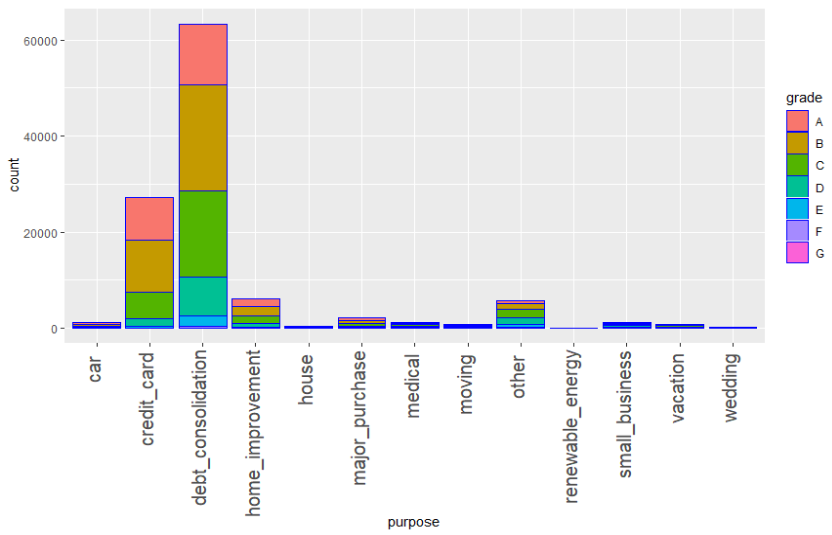 60000
40000
20000
0
count
car
credit_card
debt_consolidation
home_improvement
house
major_purchase
medical
moving
other
renewable_energy
small_business
vacation
wedding
purpose
grade
A
B
C
D
E
F
G